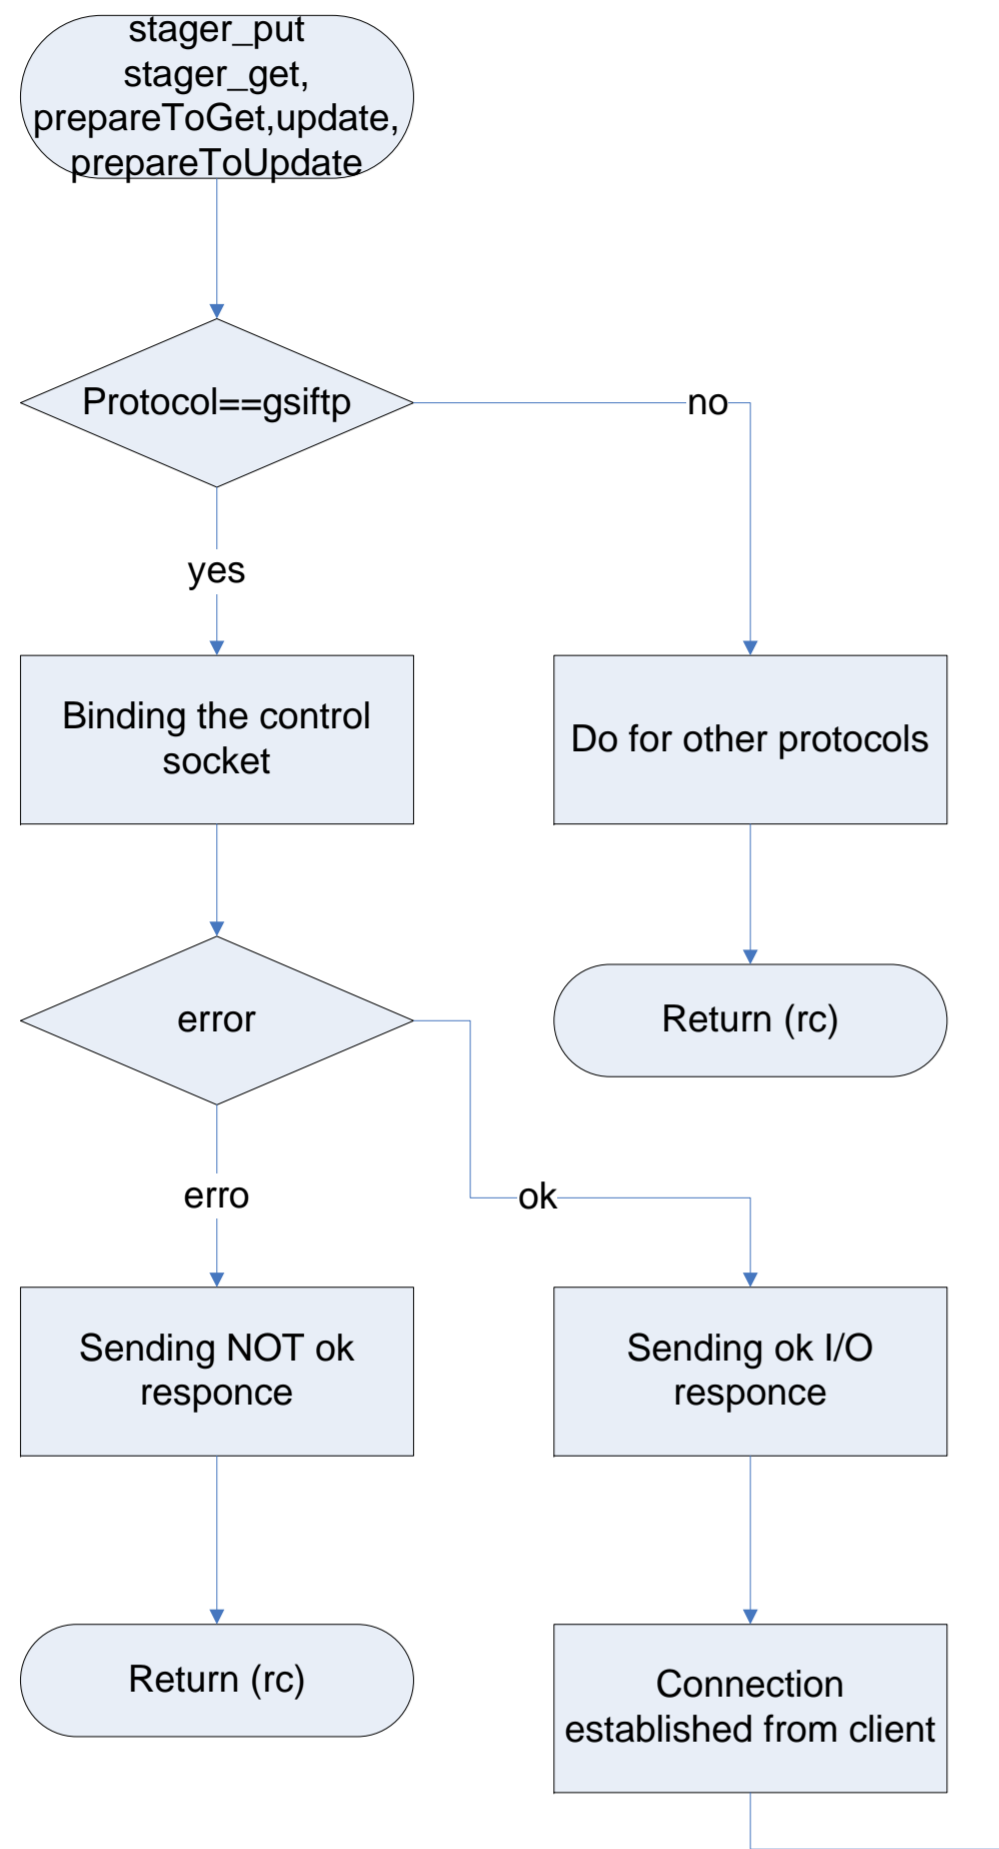 stager_put
stager_get,
prepareToGet,update,
prepareToUpdate
Protocol==gsiftp
no
yes
Binding the control
socket
Do for other protocols
error
Return (rc)
erro
ok
Sending NOT ok
responce
Sending ok I/O
responce
Return (rc)
Connection
established from client